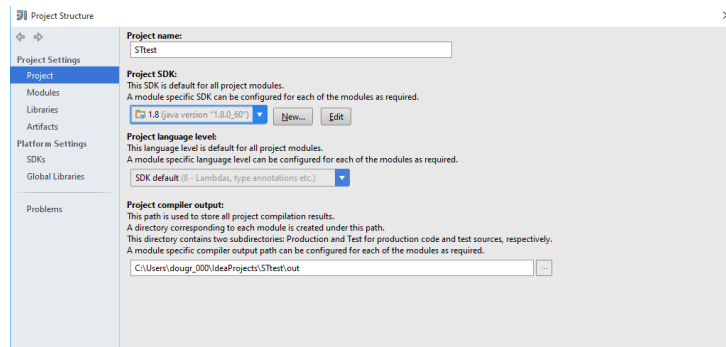 Project Structure
Project Settings
Project
Modules
Libraries
Artifacts
Platform Settings
SDKs
Global Libraries
Problems
Project name:
STtest
Project SDK:
This SDK is default for all project modules.
A module specific SDK can be configured for each of the modules as required.
1.8 (java version "1.8.0_60")
New...
Edit
Project language level:
This language level is default for all project modules.
A module specific language level can be configured for each of the modules as required.
SDK default (8 - Lambdas, type annotations etc.)
Project compiler output:
This path is used to store all project compilation results.
A directory corresponding to each module is created under this path.
This directory contains two subdirectories: Production and Test for production code and test sources, respectively.
A module specific compiler output path can be configured for each of the modules as required.
C:\Users\dougr_000\IdeaProjects\STtest\out
...